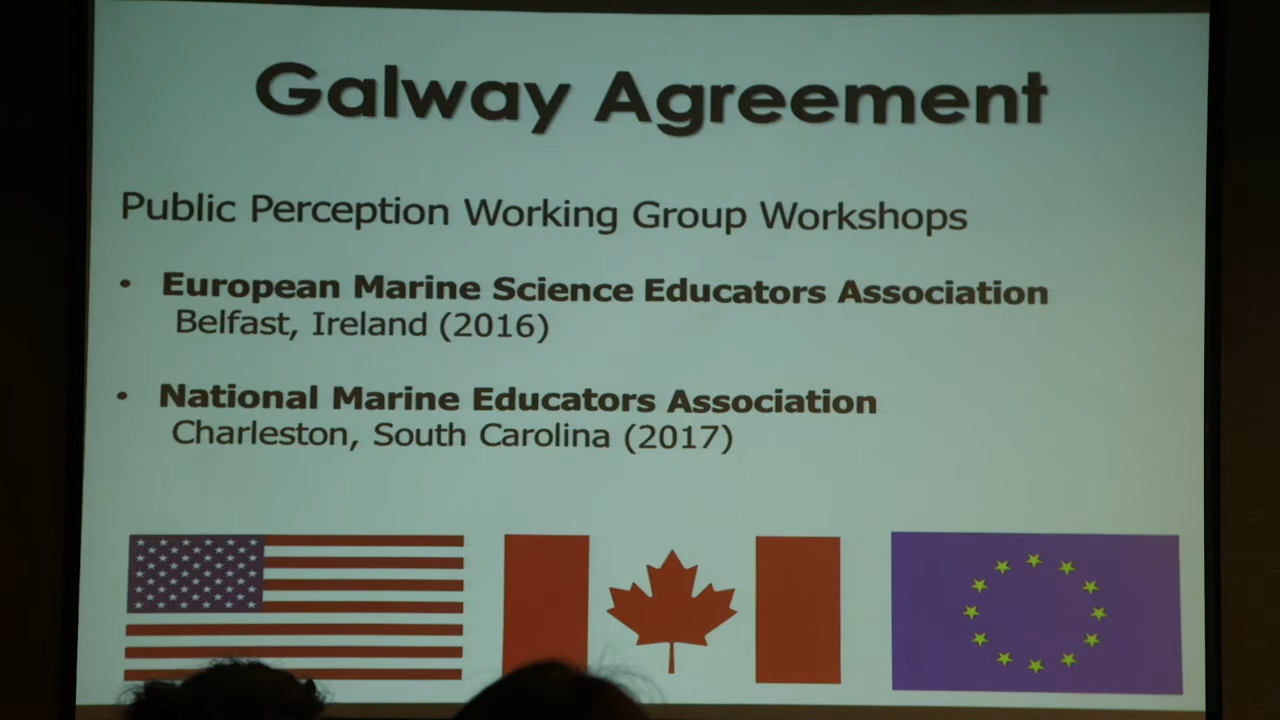 Galway Agreement
Public Perception Working Group Workshops
• European Marine Science Educators Association
Belfast, Ireland (2016)
• National Marine Educators Association
Charleston, South Carolina (2017)